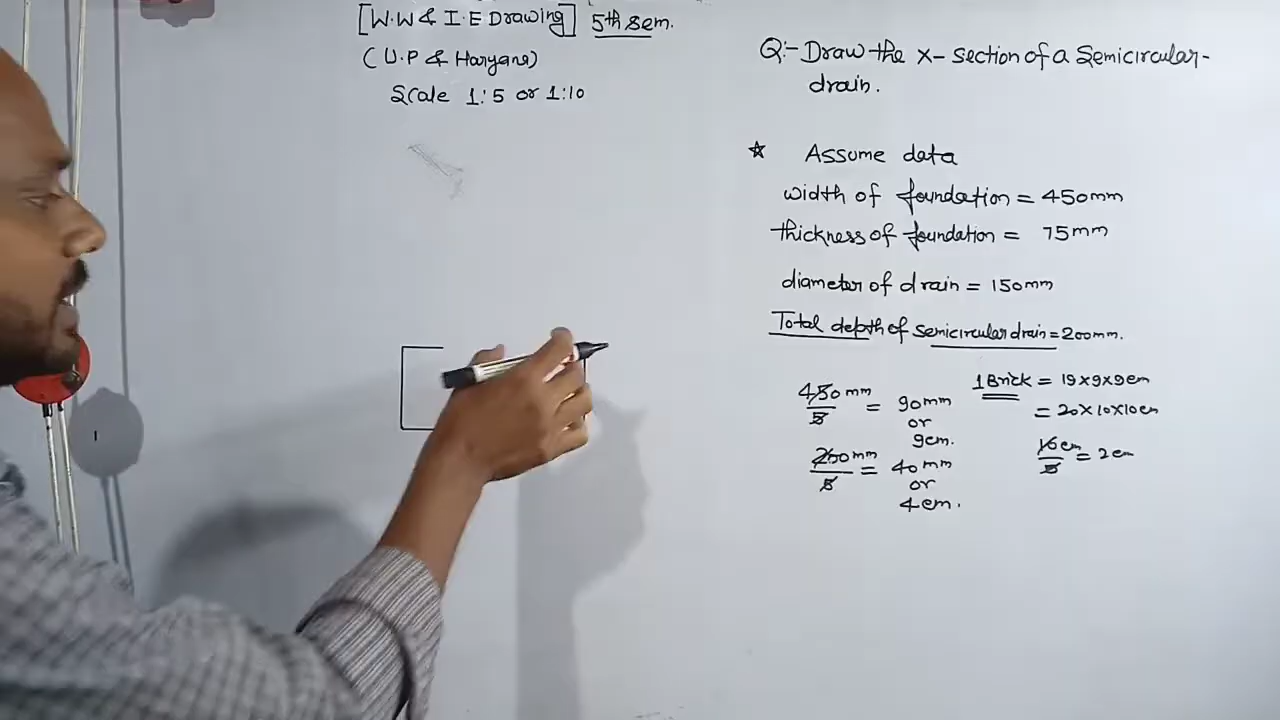 [W.W & I.E Drawing] 5th sem.
(U.P & Haryana)
Scale 1:5 or 1:10
Q:- Draw the X-section of a Semicircular-
drain.
☆ Assume data
width of foundation = 450mm
thickness of foundation = 75mm
diameter of drain = 150mm
Total depth of semicircular drain = 200mm.
450mm/5 = 90mm
or
9cm.
200mm/5 = 40mm
or
4cm.
1 Brick = 19x9x9cm
= 20x10x10cm
10cm/5 = 2cm